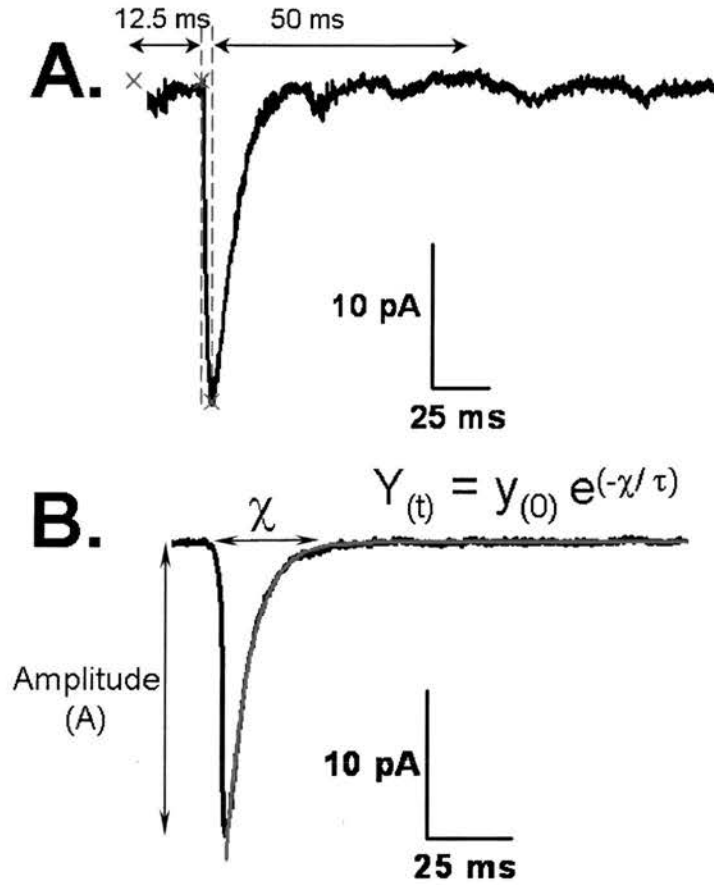 12.5 ms 50 ms
A.
10 pA
25 ms
B.
Y(t) = y(0) e(-χ/τ)
χ
Amplitude
(A)
10 pA
25 ms